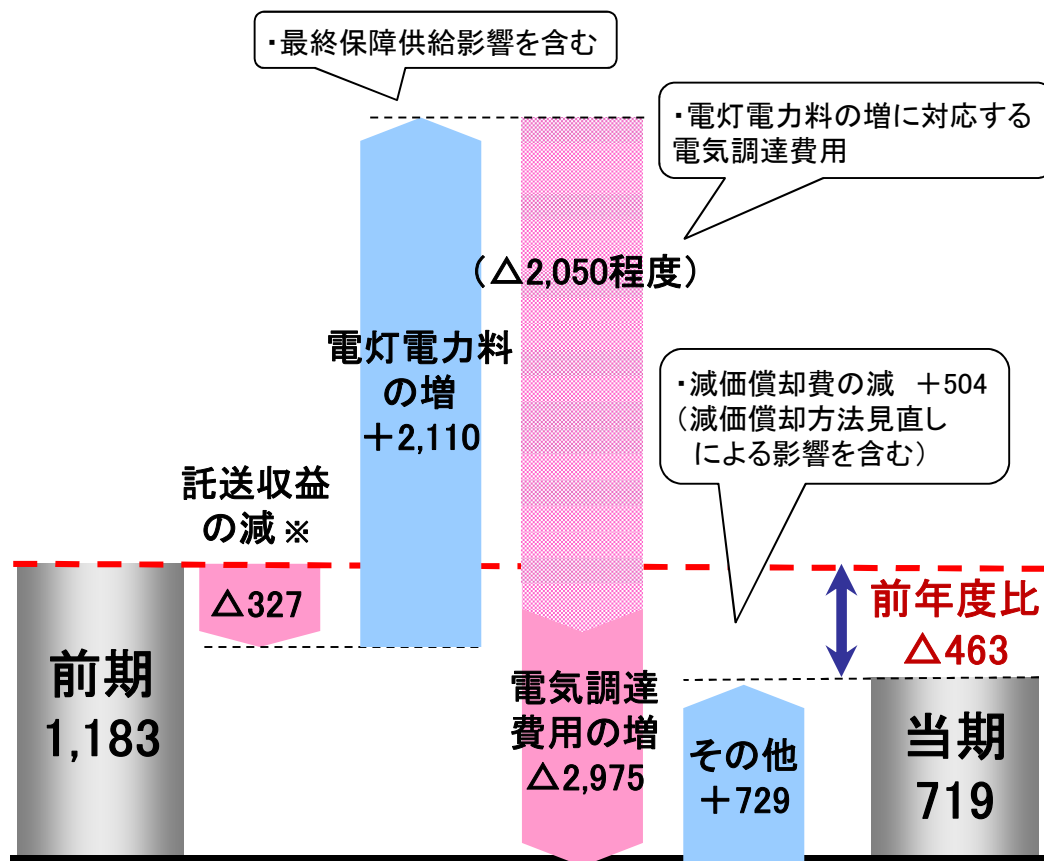 ・最終保障供給影響を含む
・電灯電力料の増に対応する
電気調達費用
（△2,050程度）
電灯電力料
の増
＋2,110
・減価償却費の減　＋504
（減価償却方法見直し
による影響を含む）
託送収益
の減※
△327
前年度比
△463
前期
1,183
電気調達
費用の増
△2,975
その他
＋729
当期
719